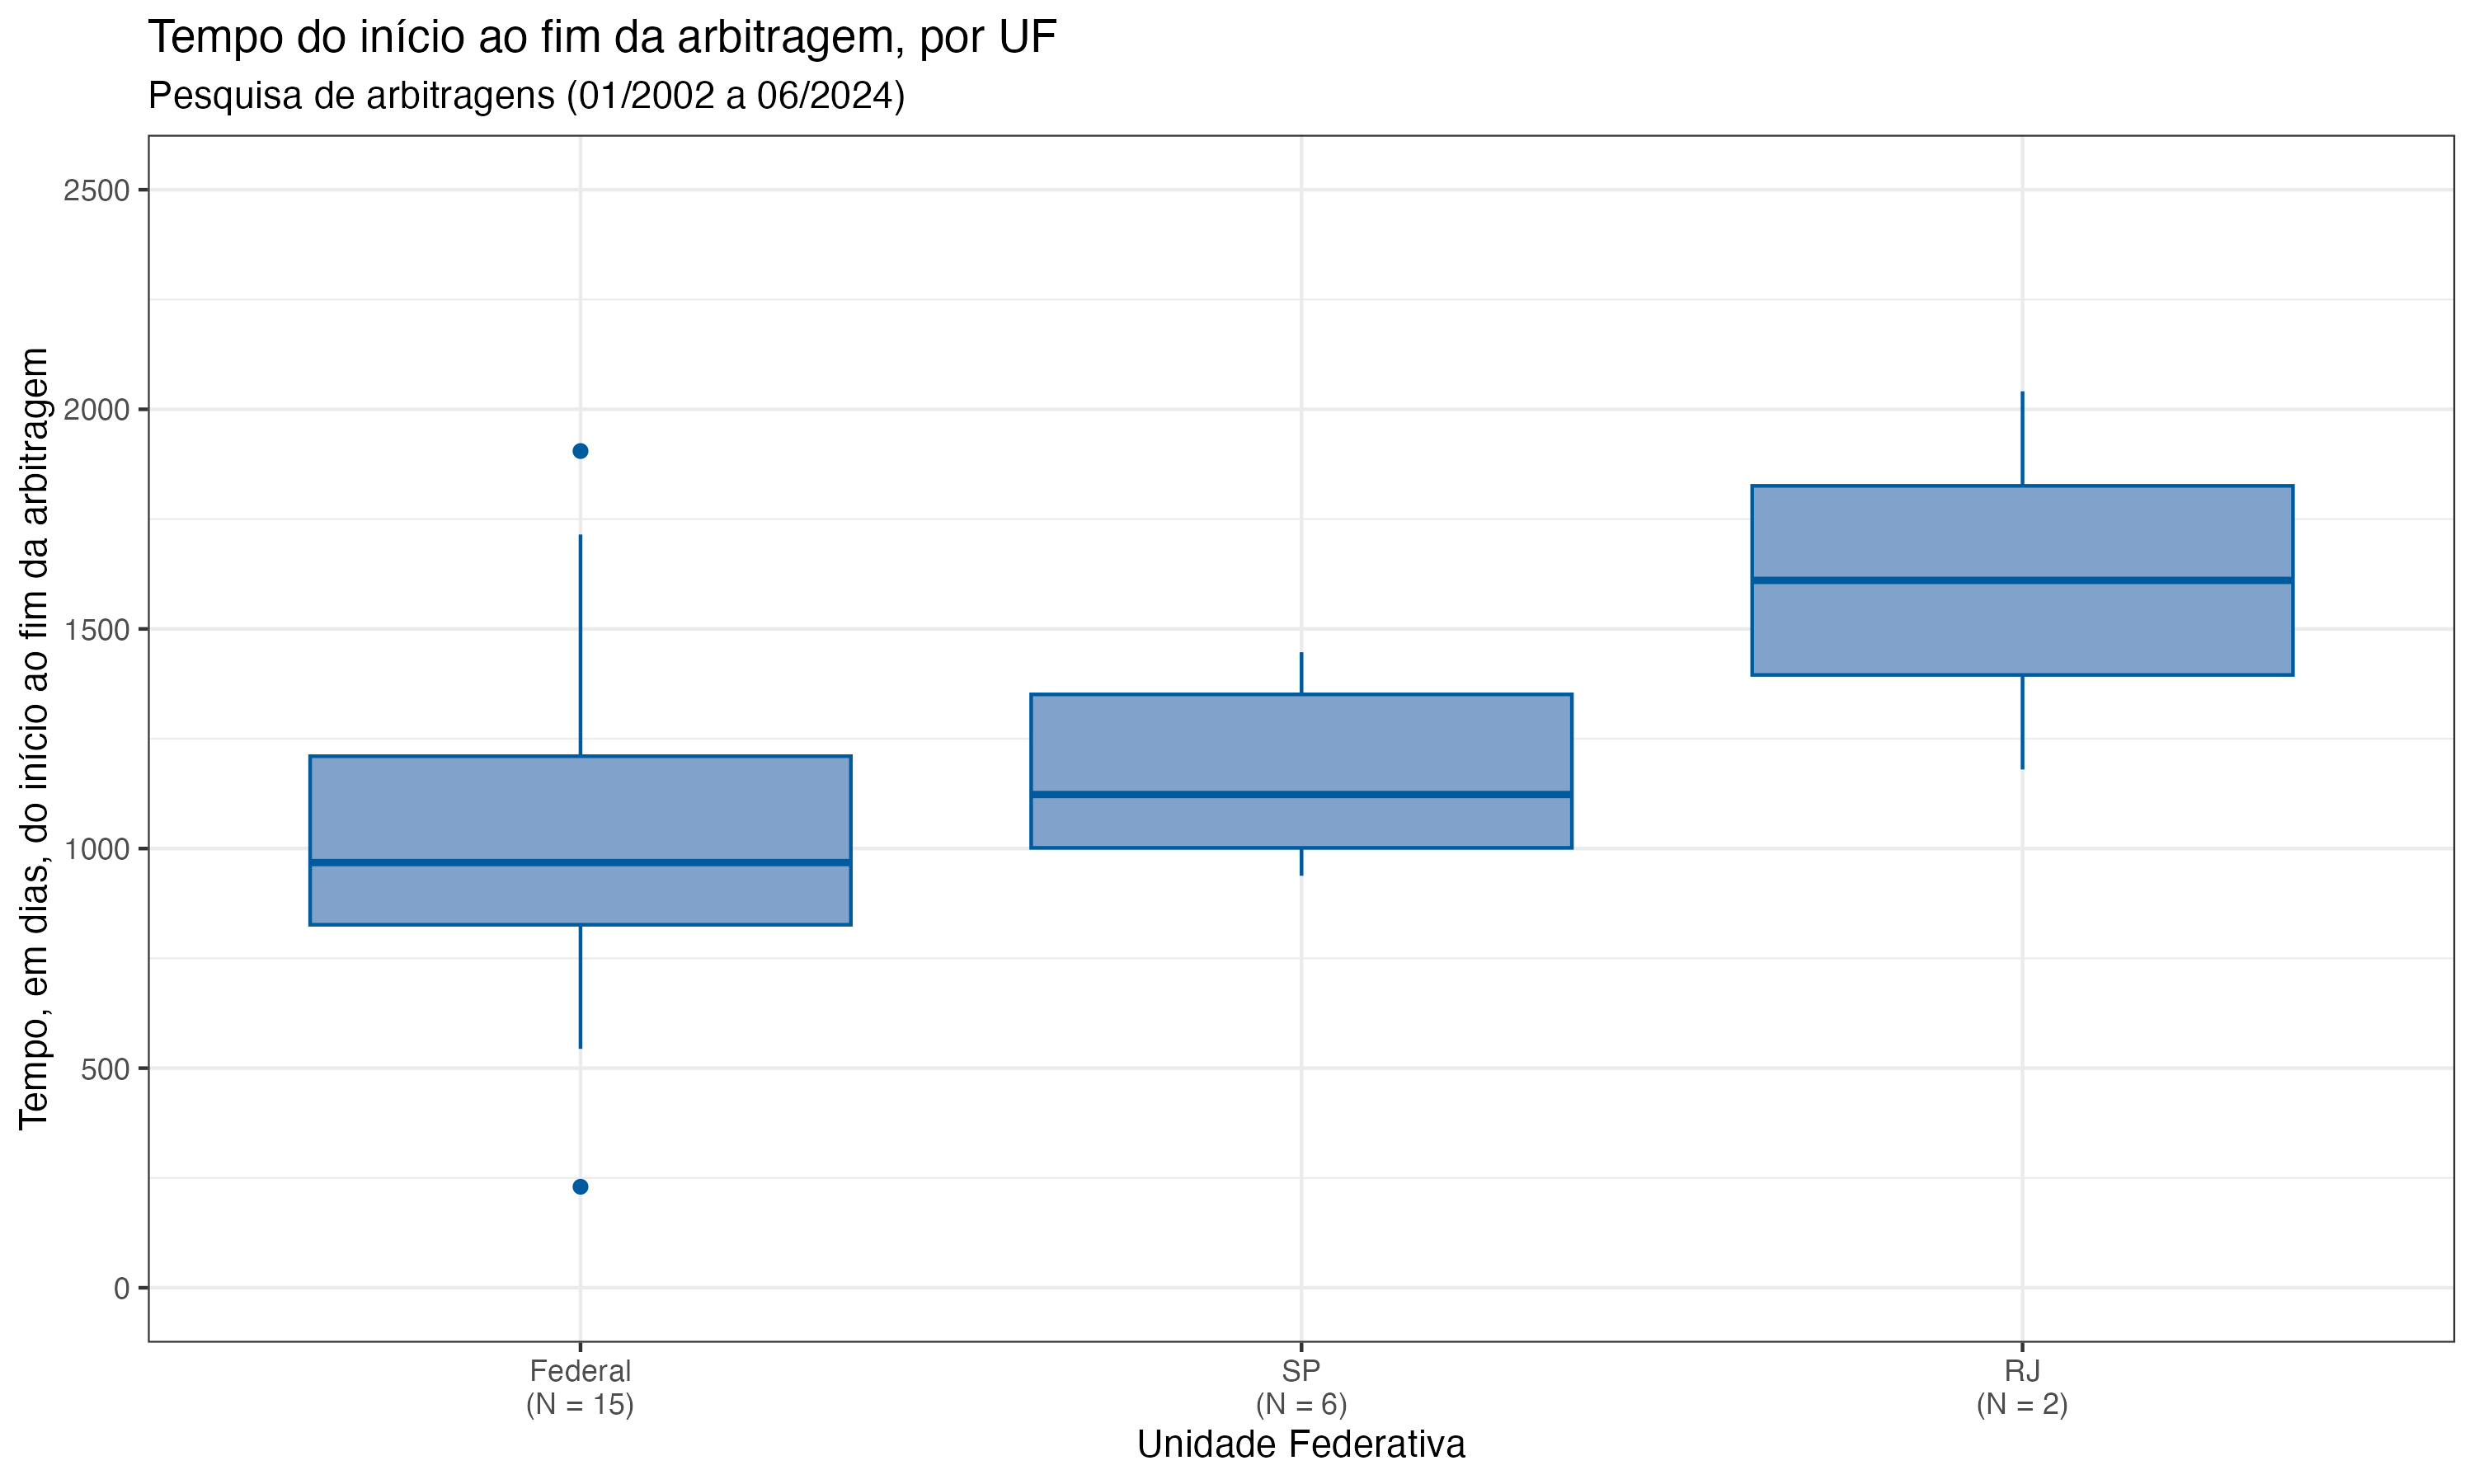 Tempo do início ao fim da arbitragem, por UF
Pesquisa de arbitragens (01/2002 a 06/2024)
Tempo, em dias, do início ao fim da arbitragem
2500
2000
1500
1000
500
0
Federal
(N = 15)
SP
(N = 6)
RJ
(N = 2)
Unidade Federativa